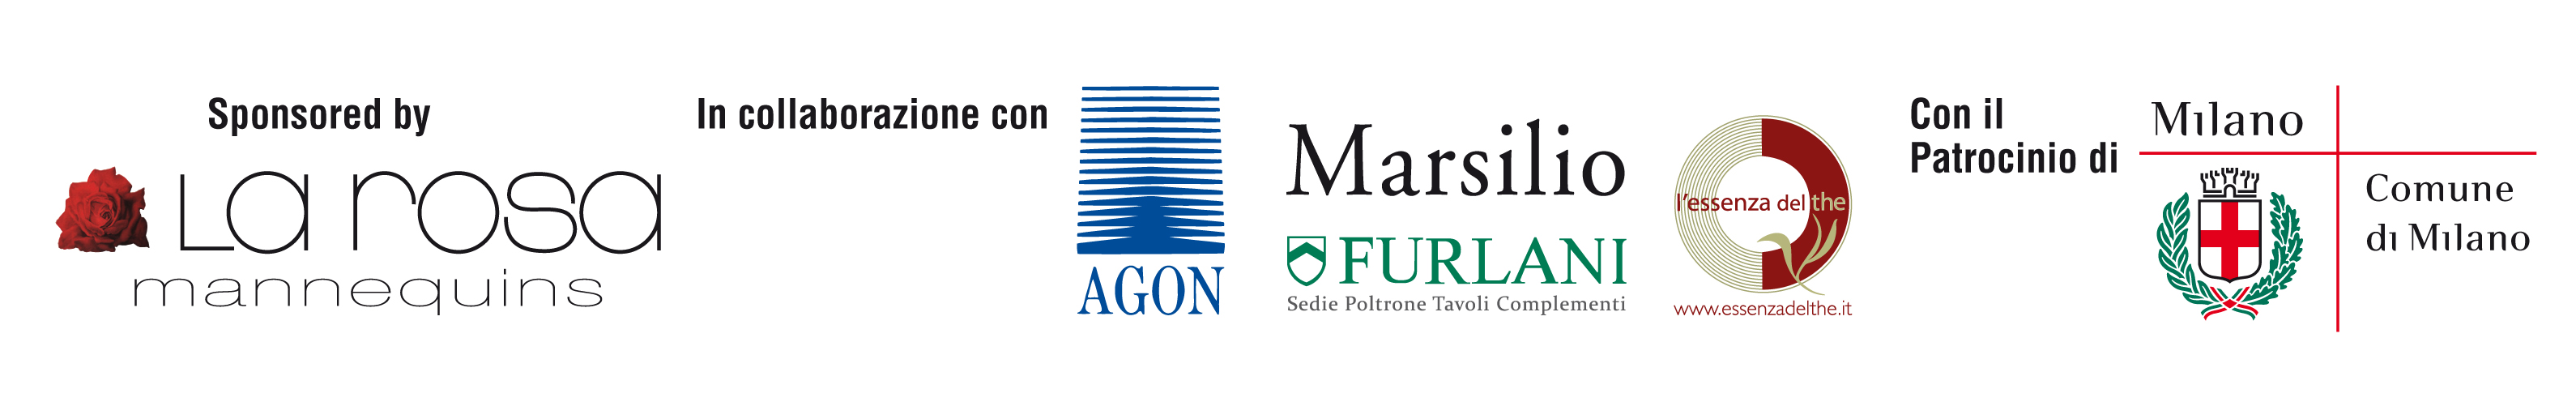 Sponsored by
La rosa
mannequins
In collaborazione con
AGON
Marsilio
FURLANI
Sedie Poltrone Tavoli Complementi
l'essenza del the
www.essenzadelthe.it
Con il
Patrocinio di
Milano
Comune
di Milano